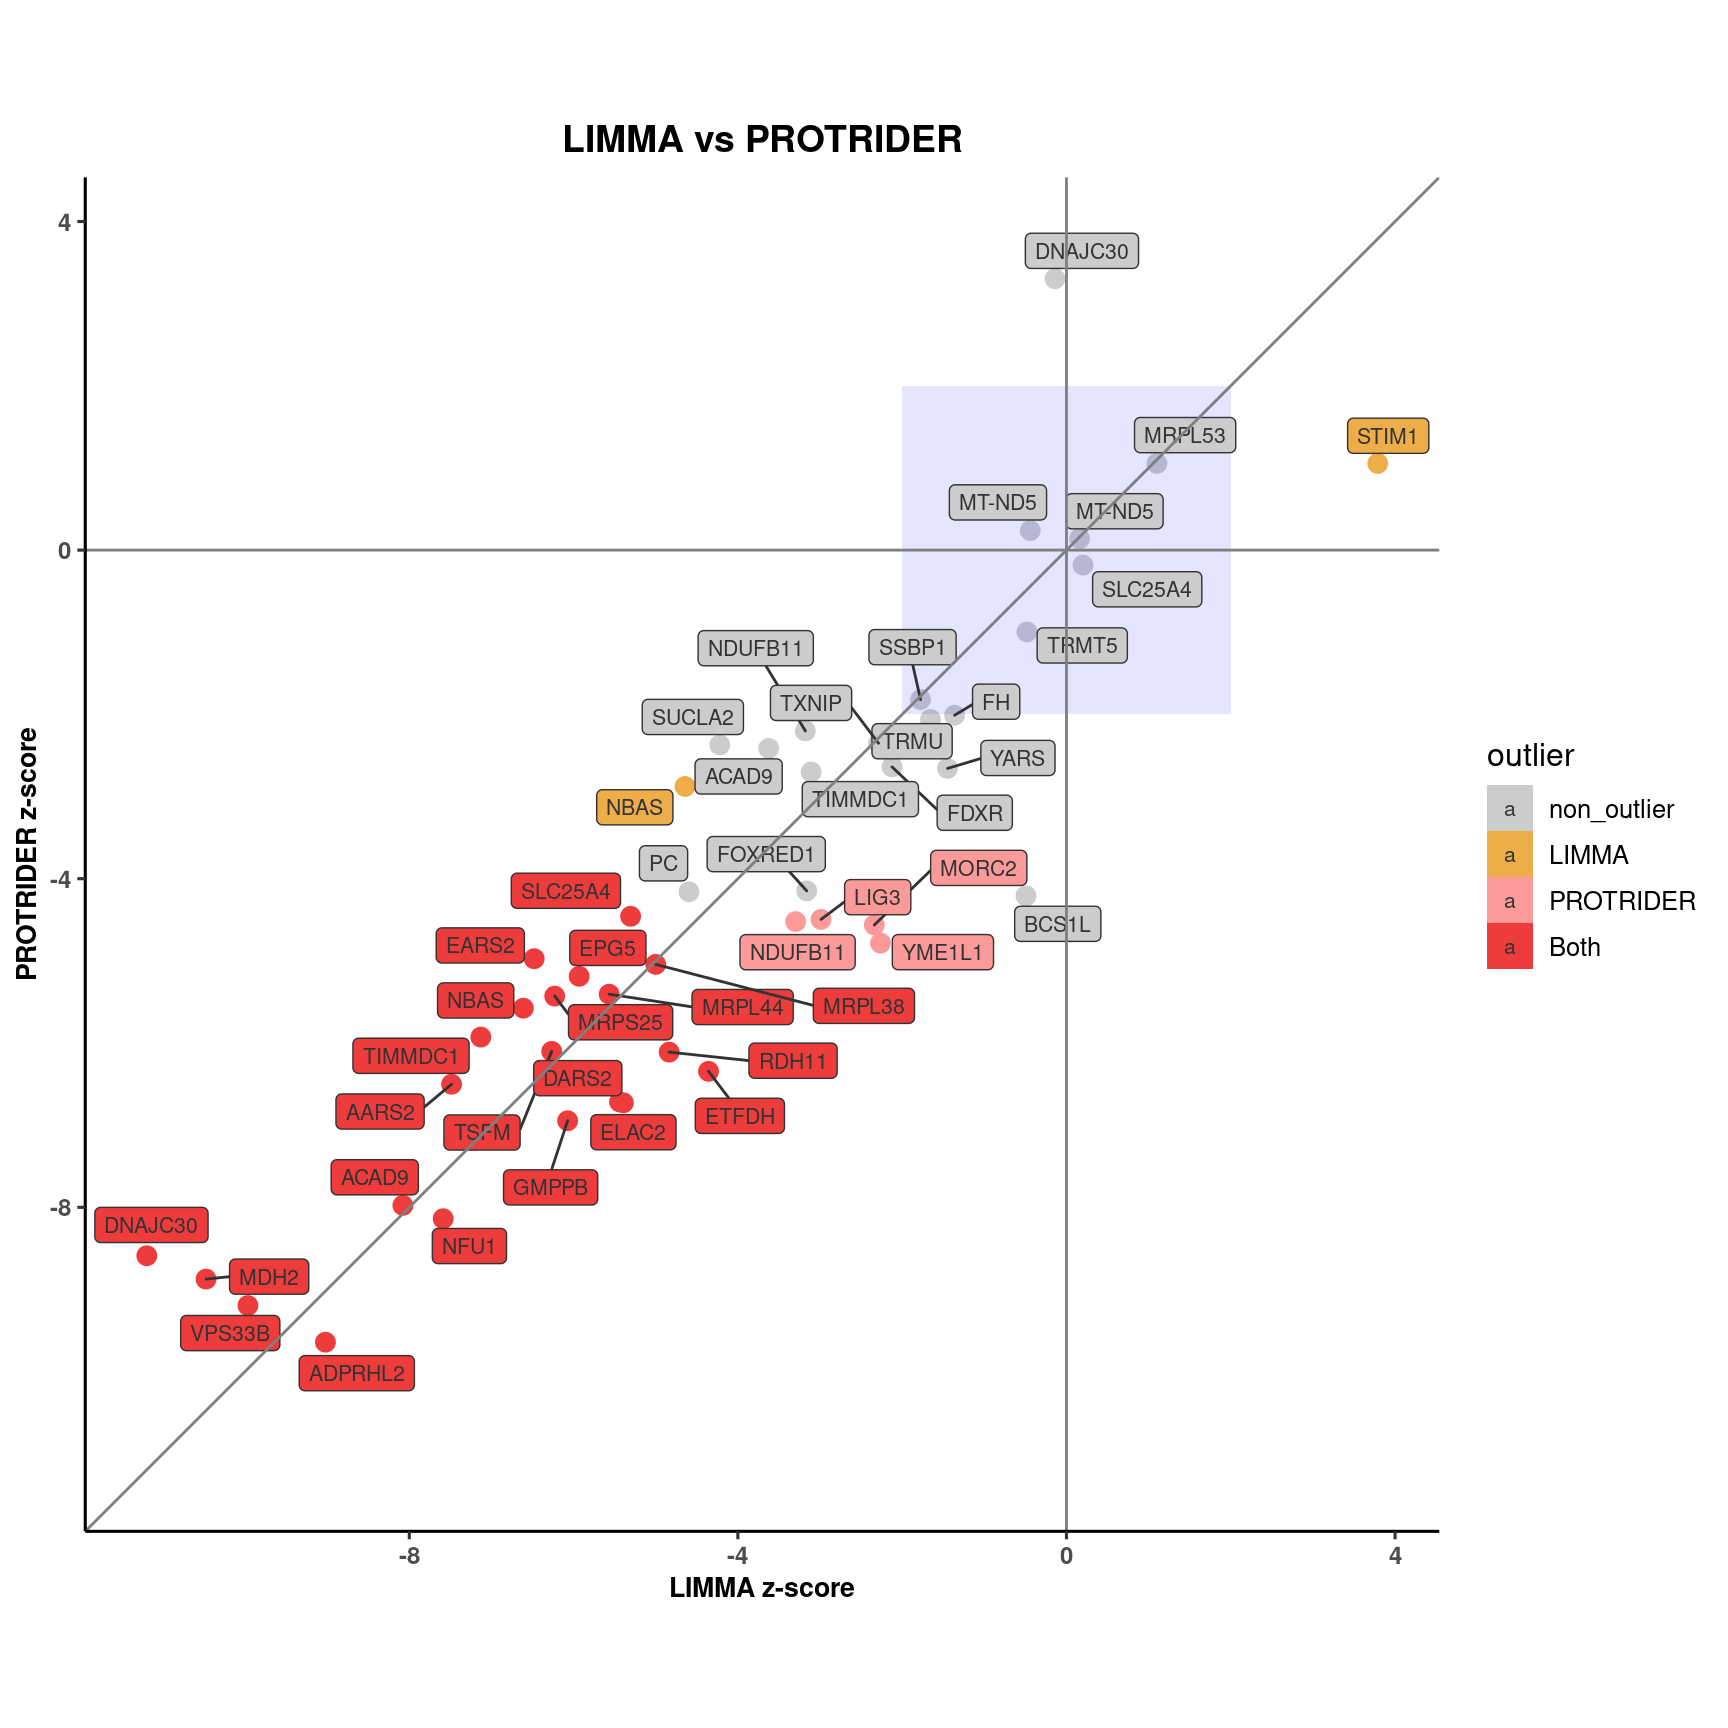 LIMMA vs PROTRIDER
4
0
-4
-8
PROTRIDER z-score
DNAJC30
MRPL53
STIM1
MT-ND5
MT-ND5
SLC25A4
TRMT5
NDUFB11
SSBP1
TXNIP
FH
SUCLA2
TRMU
YARS
ACAD9
NBAS
TIMMDC1
FDXR
PC
FOXRED1
MORC2
SLC25A4
LIG3
BCS1L
EARS2
EPG5
NDUFB11
YME1L1
NBAS
MRPL44
MRPL38
MRPS25
TIMMDC1
RDH11
DARS2
AARS2
ETFDH
TSFM
ELAC2
ACAD9
GMPPB
DNAJC30
NFU1
MDH2
VPS33B
ADPRHL2
-8
-4
0
4
LIMMA z-score
outlier
a non_outlier
a LIMMA
a PROTRIDER
a Both